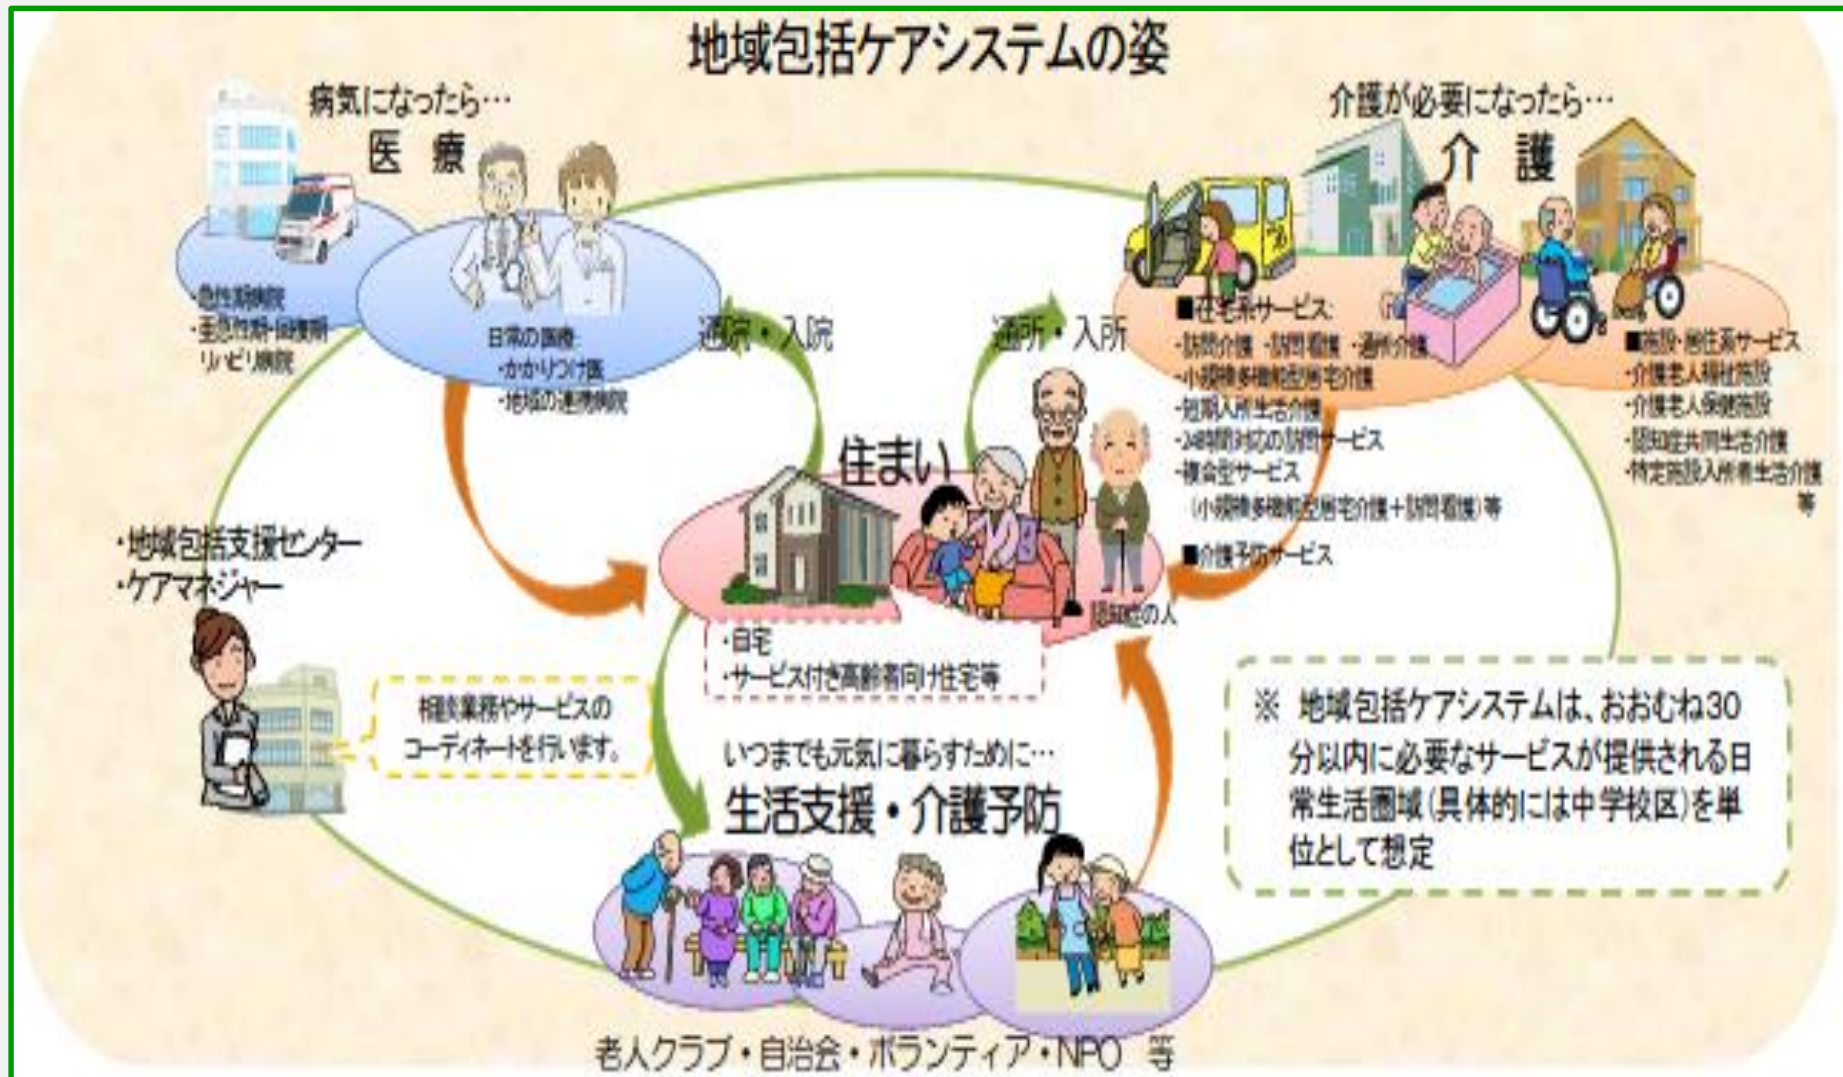 地域包括ケアシステムの姿
病気になったら…
医 療
・急性期病院
・亜急性期・回復期
リハビリ病院
日常の医療:
・かかりつけ医
・地域の連携病院
通院・入院
通所・入所
介護が必要になったら…
介 護
■在宅系サービス:
・訪問介護 ・訪問看護 ・通所介護
・小規模多機能型居宅介護
・短期入所生活介護
・24時間対応の訪問サービス
・複合型サービス
(小規模多機能型居宅介護+訪問看護)等
■介護予防サービス
■施設・居住系サービス
・介護老人福祉施設
・介護老人保健施設
・認知症共同生活介護
・特定施設入所者生活介護
等
住まい
認知症の人
・自宅
・サービス付き高齢者向け住宅等
・地域包括支援センター
・ケアマネジャー
相談業務やサービスの
コーディネートを行います。
いつまでも元気に暮らすために…
生活支援・介護予防
老人クラブ・自治会・ボランティア・NPO 等
※ 地域包括ケアシステムは、おおむね30
分以内に必要なサービスが提供される日
常生活圏域(具体的には中学校区)を単
位として想定